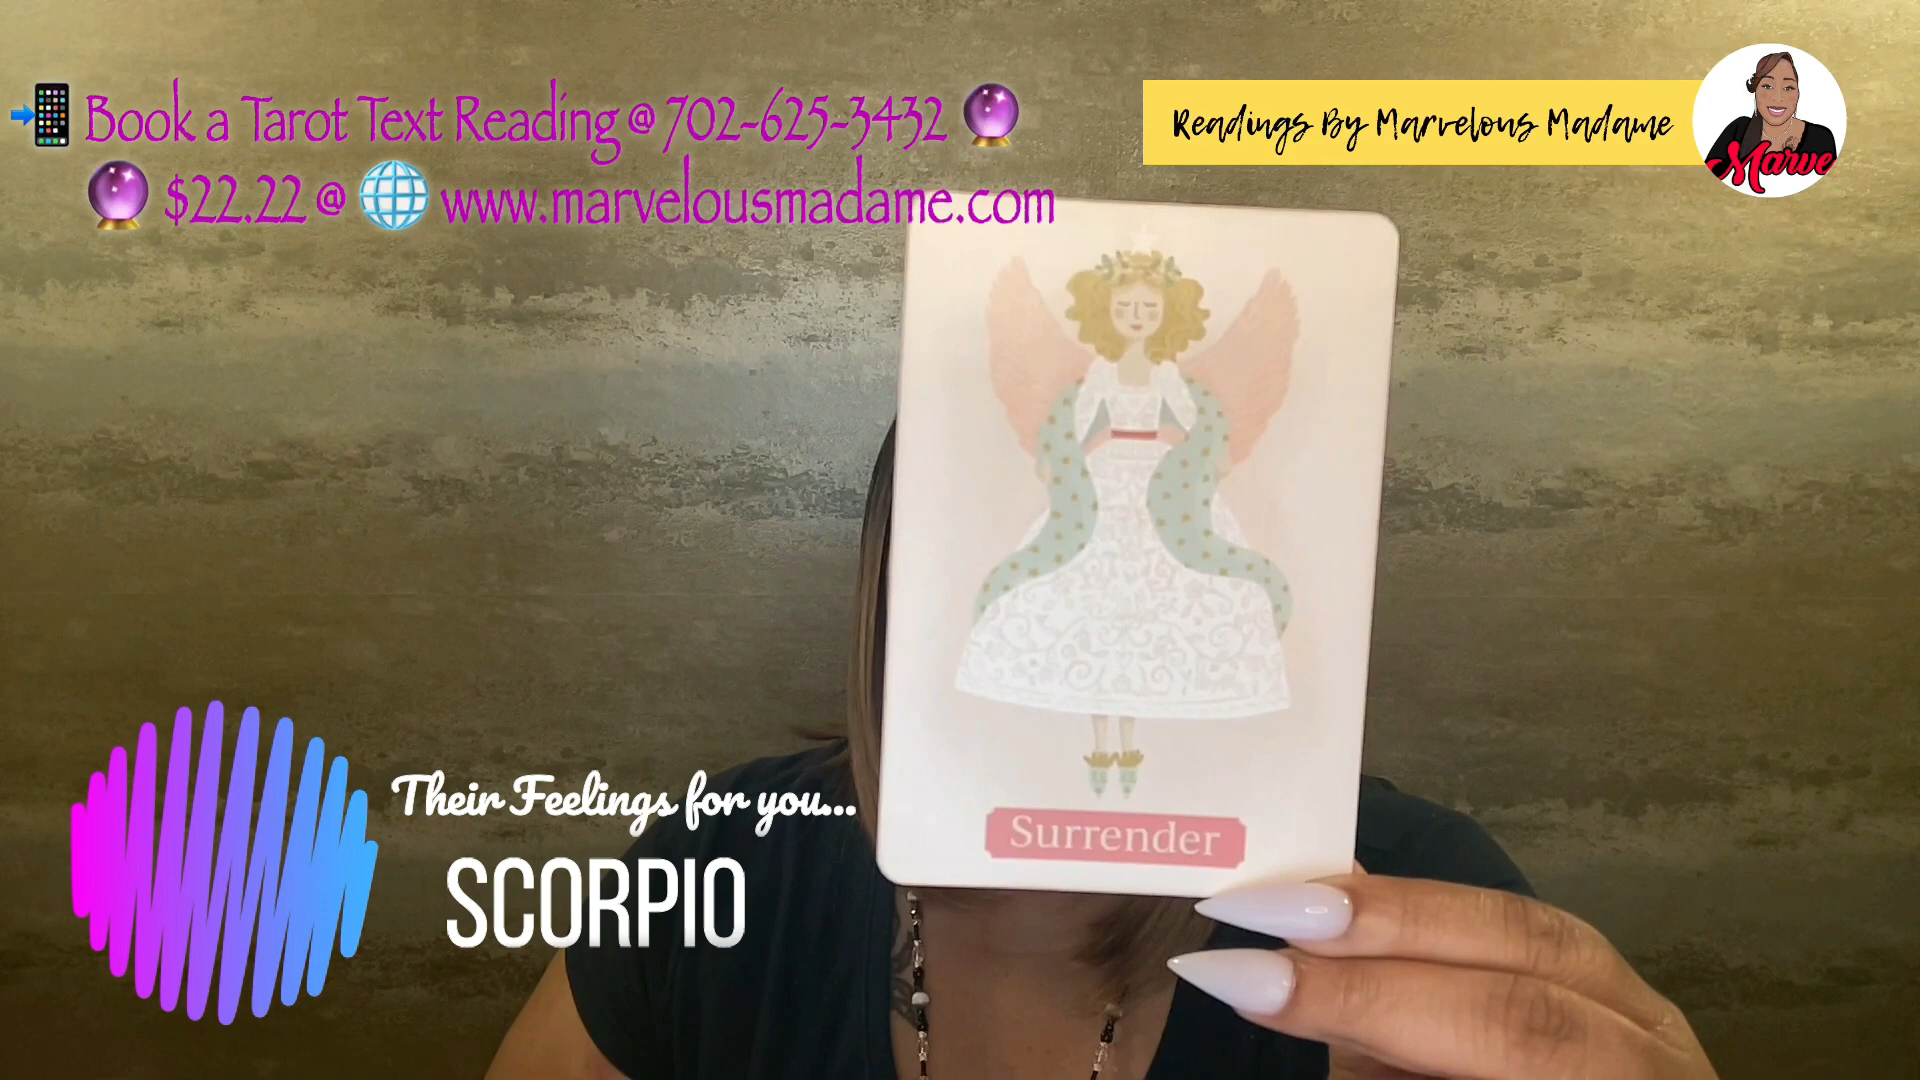 Book a Tarot Text Reading @ 702-625-3432
$22.22 @ www.marvelousmadame.com
Readings By Marvelous Madame
Marve
Their Feelings for you...
SCORPIO
Surrender